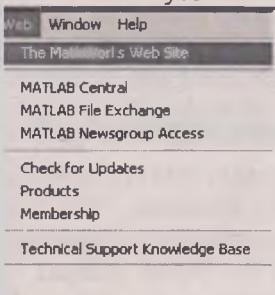 Web Window Help
The MathWorks Web Site
MATLAB Central
MATLAB File Exchange
MATLAB Newsgroup Access
Check for Updates
Products
Membership
Technical Support Knowledge Base